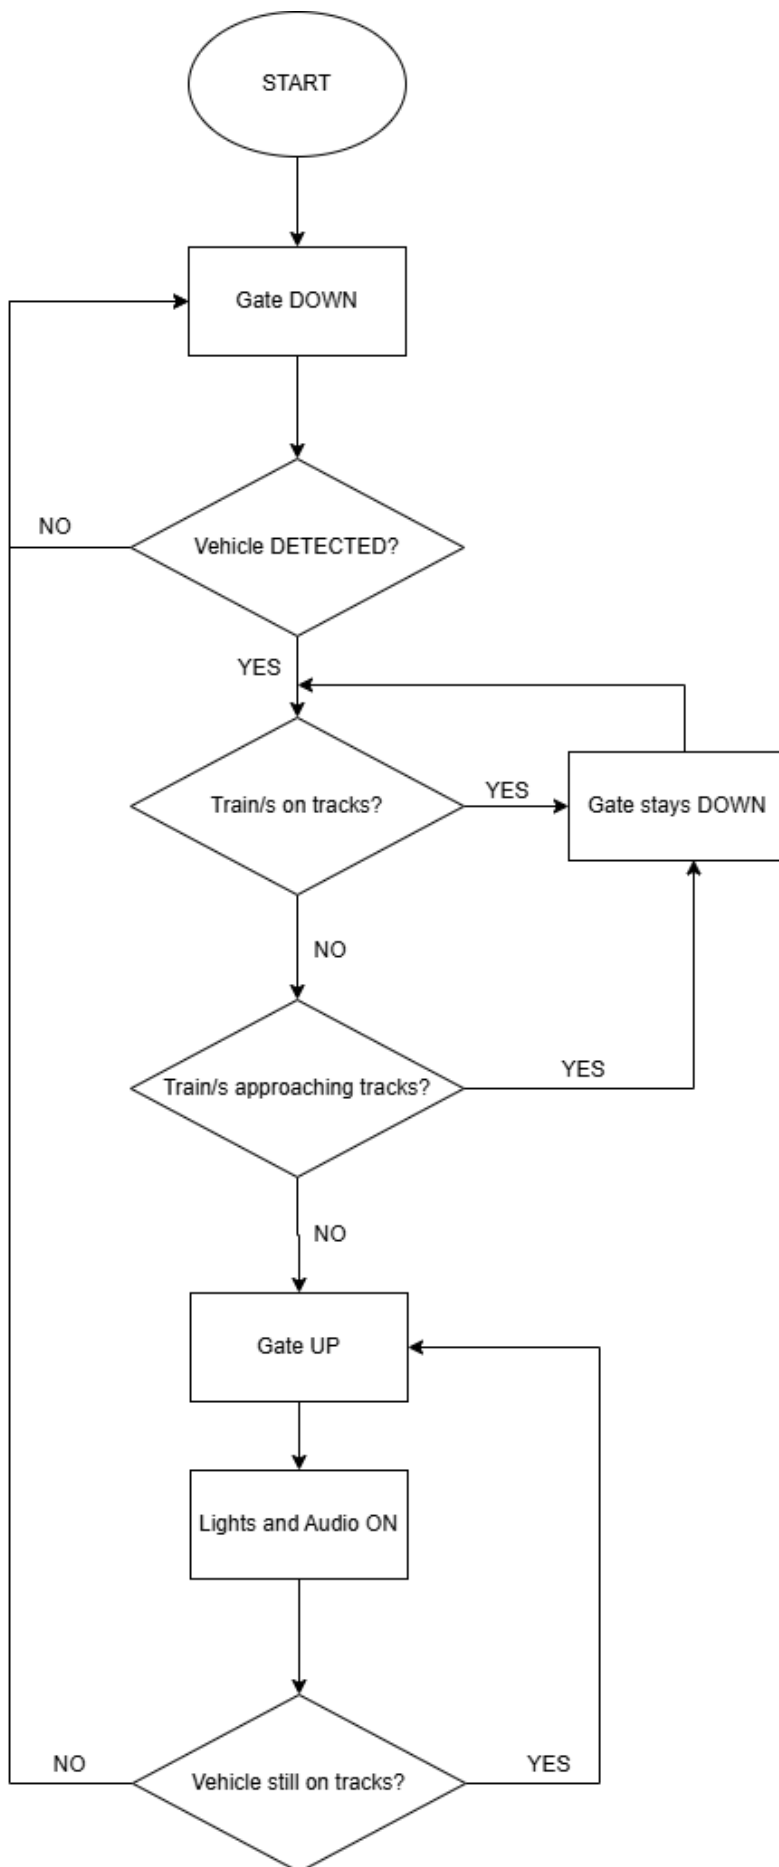 START
Gate DOWN
NO
Vehicle DETECTED?
YES
Train/s on tracks?
YES
Gate stays DOWN
NO
Train/s approaching tracks?
YES
NO
Gate UP
Lights and Audio ON
NO
Vehicle still on tracks?
YES